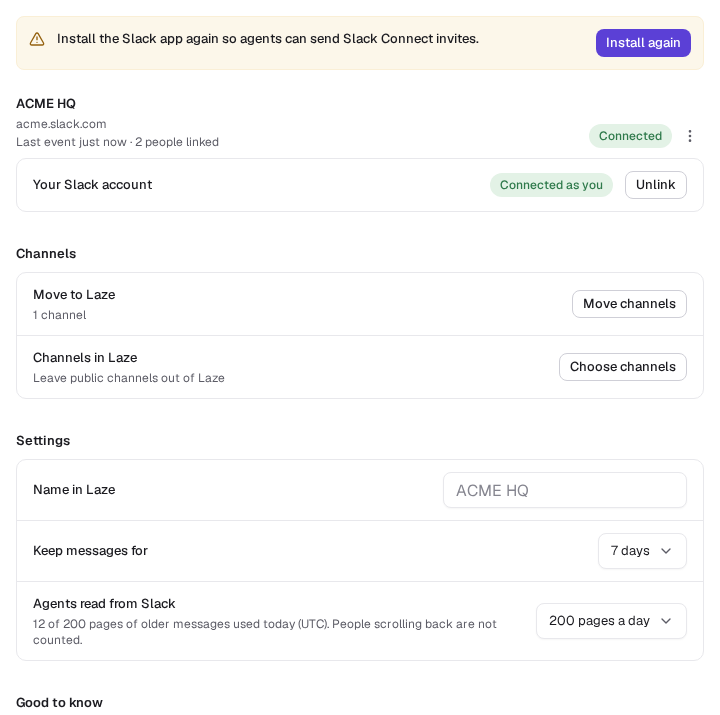 Install the Slack app again so agents can send Slack Connect invites.
Install again
ACME HQ
acme.slack.com
Last event just now · 2 people linked
Connected
Your Slack account
Connected as you
Unlink
Channels
Move to Laze
1 channel
Move channels
Channels in Laze
Leave public channels out of Laze
Choose channels
Settings
Name in Laze
ACME HQ
Keep messages for
7 days
Agents read from Slack
12 of 200 pages of older messages used today (UTC). People scrolling back are not
counted.
200 pages a day
Good to know